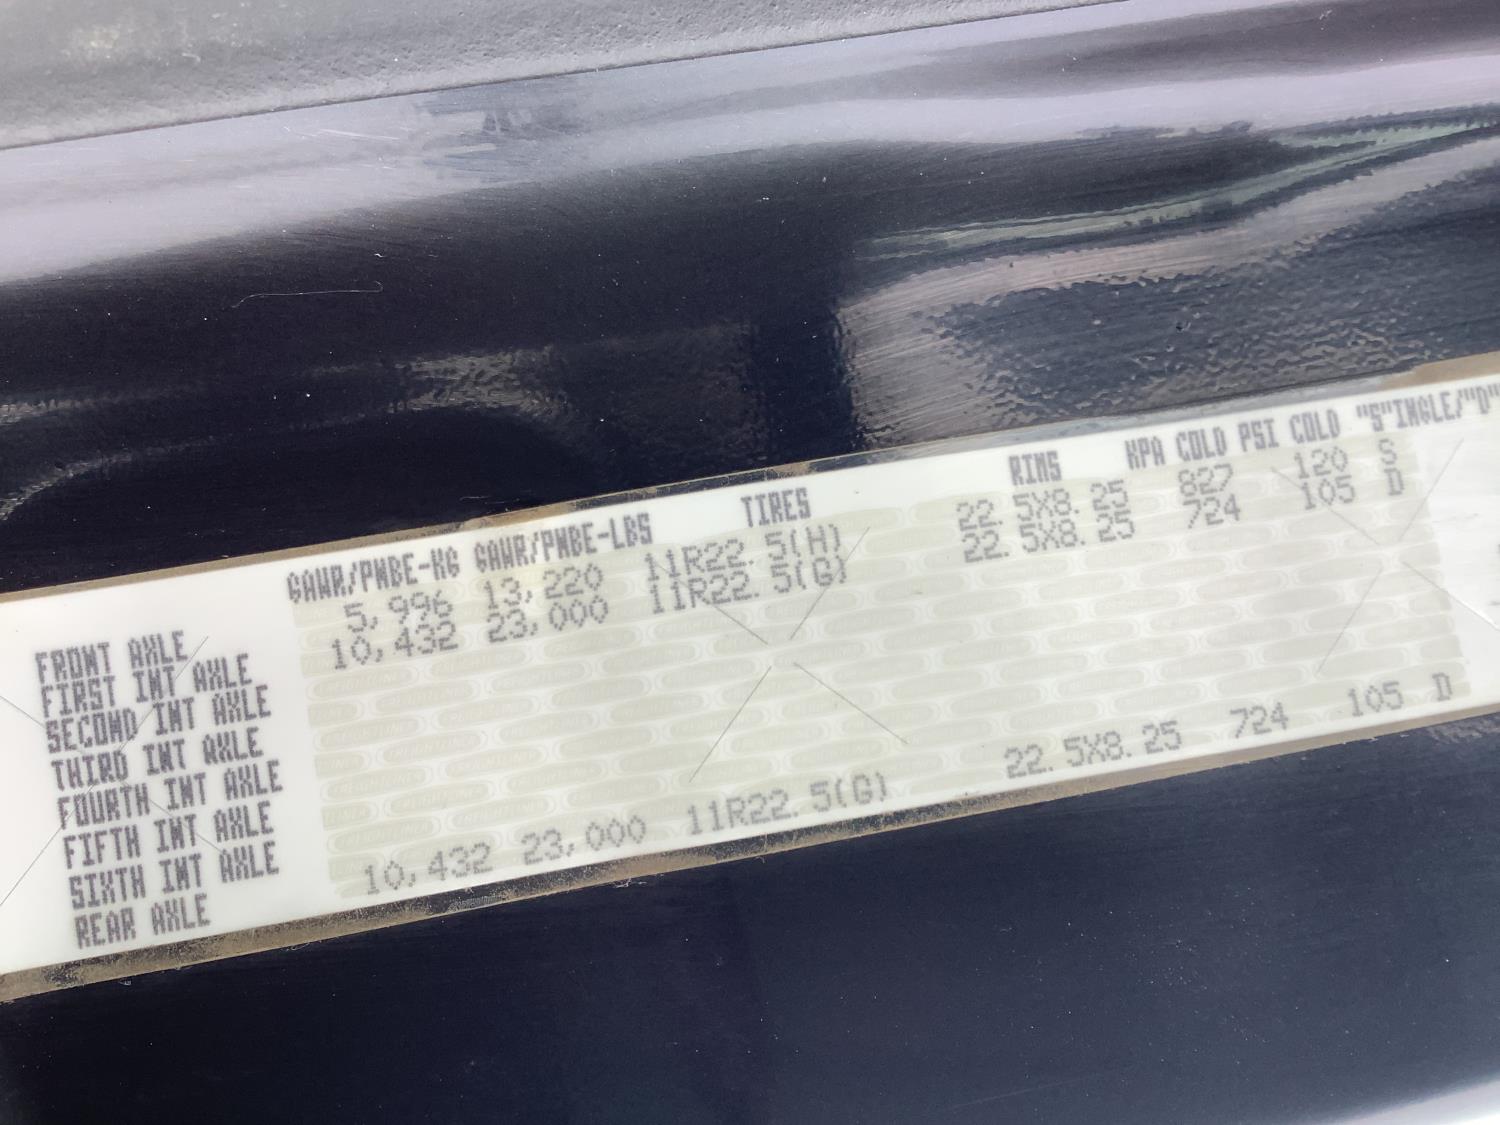 GAWR/PNBE-KG GAWR/PNBE-LBS TIRES RIMS KPA COLD PSI COLD "S"INGLE/"D"
FRONT AXLE 5,996 13,220 11R22.5(H) 22.5X8.25 827 120 S
FIRST INT AXLE 10,432 23,000 11R22.5(G) 22.5X8.25 724 105 D
SECOND INT AXLE
THIRD INT AXLE
FOURTH INT AXLE
FIFTH INT AXLE
SIXTH INT AXLE
REAR AXLE 10,432 23,000 11R22.5(G) 22.5X8.25 724 105 D